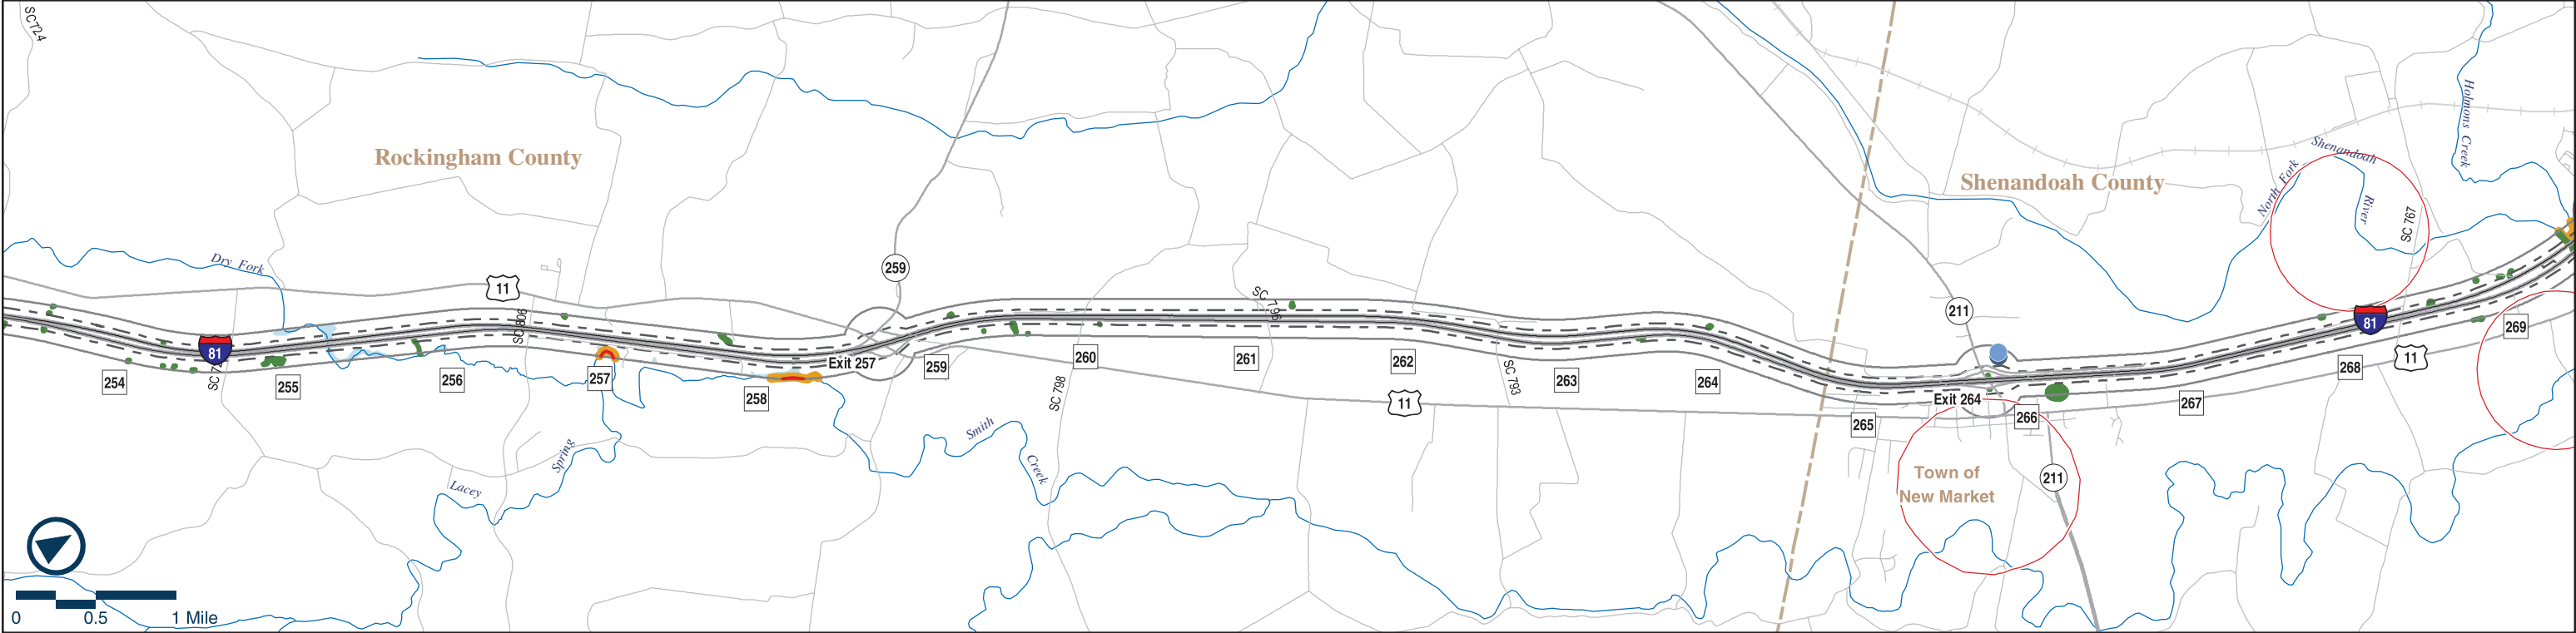 SC724
Rockingham County
Shenandoah County
Holmons Creek
Shenandoah
North Fork
River
SC 767
Dry Fork
11
SC 806
259
SC 796
211
81
81
269
11
254
255
256
257
258
Exit 257
259
260
261
262
SC 793
263
264
Exit 264
265
266
267
268
SC 798
11
Smith
Creek
Spring
Lacey
Town of
New Market
211
0 0.5 1 Mile